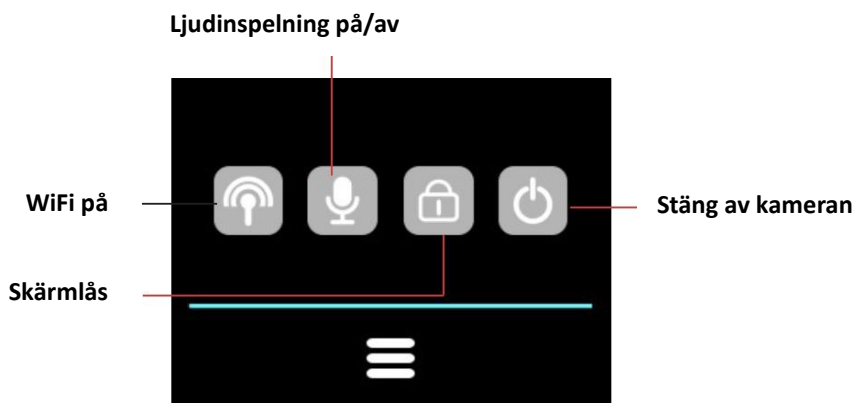 Ljudinspelning på/av
WiFi på
Stäng av kameran
Skärmlås